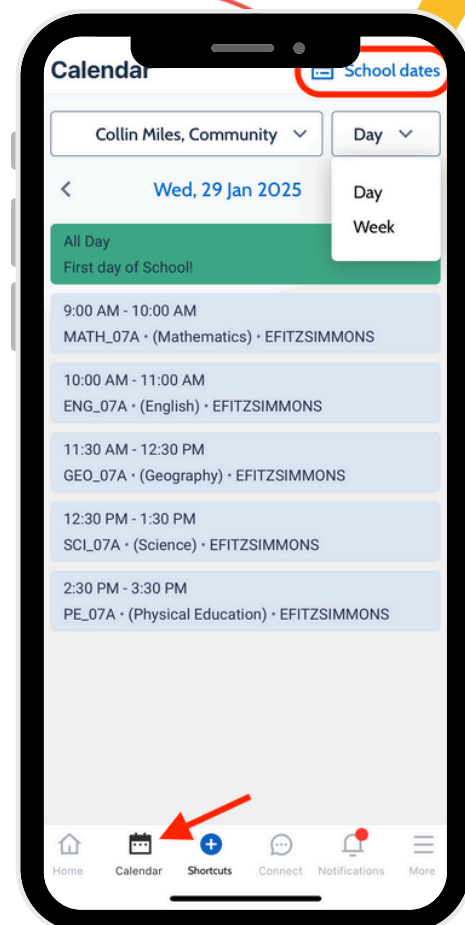 Calendar
School dates
Collin Miles, Community
Day
Wed, 29 Jan 2025
Day
Week
All Day
First day of School!
9:00 AM - 10:00 AM
MATH_07A • (Mathematics) • EFITZSIMMONS
10:00 AM - 11:00 AM
ENG_07A • (English) • EFITZSIMMONS
11:30 AM - 12:30 PM
GEO_07A • (Geography) • EFITZSIMMONS
12:30 PM - 1:30 PM
SCI_07A • (Science) • EFITZSIMMONS
2:30 PM - 3:30 PM
PE_07A • (Physical Education) • EFITZSIMMONS
Home Calendar Shortcuts Connect Notifications More